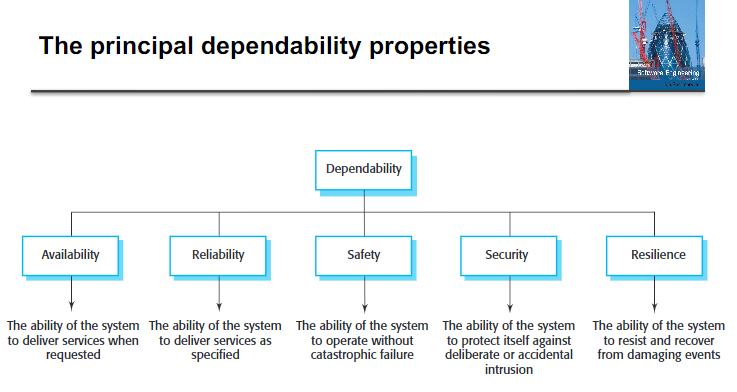 The principal dependability properties
Software Engineering
Dependability
Availability
Reliability
Safety
Security
Resilience
The ability of the system
to deliver services when
requested
The ability of the system
to deliver services as
specified
The ability of the system
to operate without
catastrophic failure
The ability of the system
to protect itself against
deliberate or accidental
intrusion
The ability of the system
to resist and recover
from damaging events